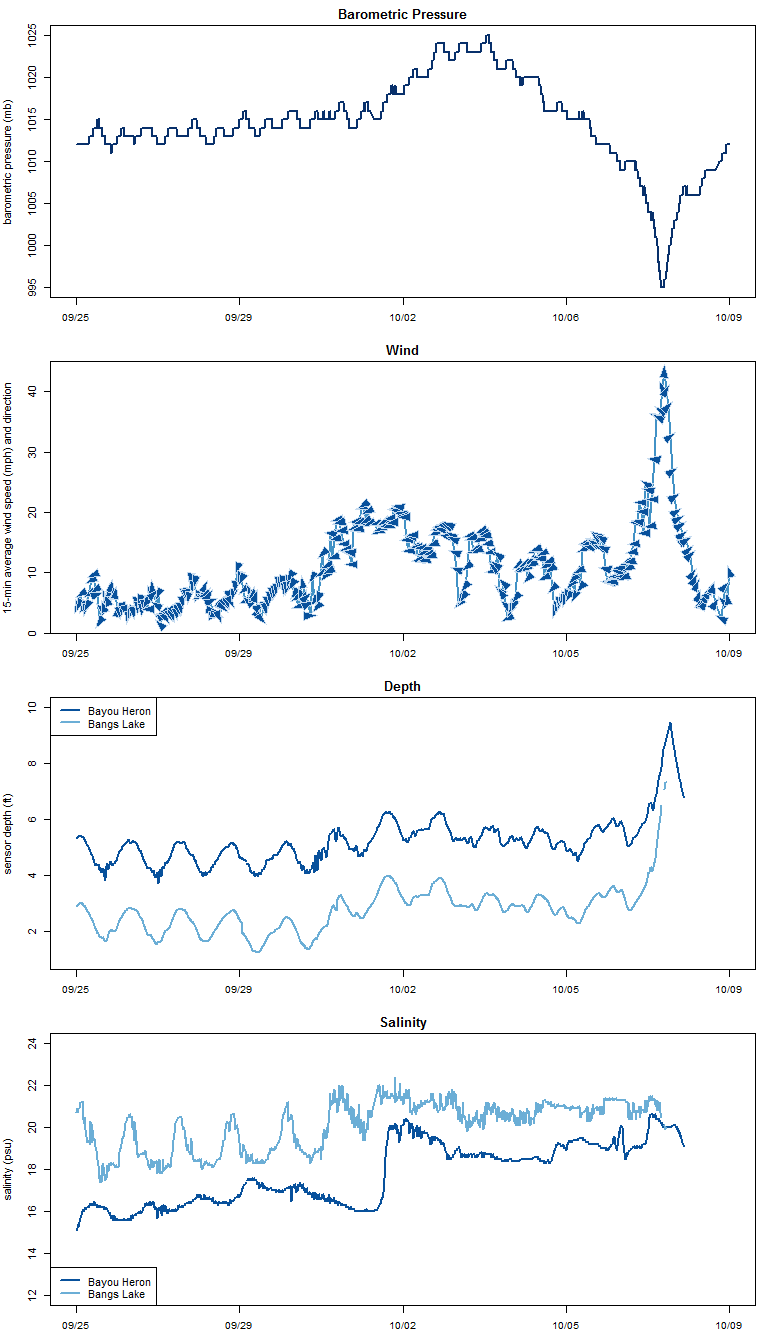 Barometric Pressure
barometric pressure (mb)
1025
1020
1015
1010
1005
1000
995
09/25 09/29 10/02 10/06 10/09
Wind
15-min average wind speed (mph) and direction
40
30
20
10
0
09/25 09/29 10/02 10/05 10/09
Depth
sensor depth (ft)
10
8
6
4
2
Bayou Heron
Bangs Lake
09/25 09/29 10/02 10/05 10/09
Salinity
salinity (psu)
24
22
20
18
16
14
12
Bayou Heron
Bangs Lake
09/25 09/29 10/02 10/05 10/09